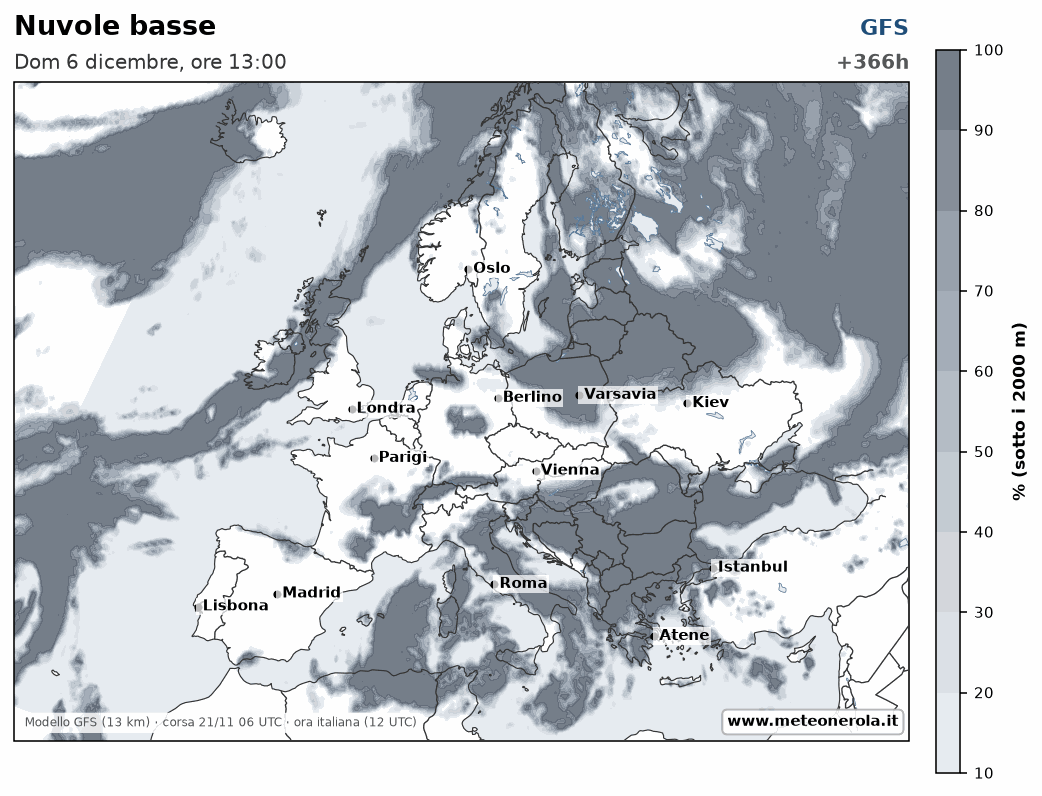 Nuvole basse
GFS
Dom 6 dicembre, ore 13:00
+366h
100
90
80
70
60
50
40
30
20
10
% (sotto i 2000 m)
Oslo
Berlino
Varsavia
Kiev
Londra
Parigi
Vienna
Istanbul
Roma
Madrid
Lisbona
Atene
Modello GFS (13 km) · corsa 21/11 06 UTC · ora italiana (12 UTC)
www.meteonerola.it